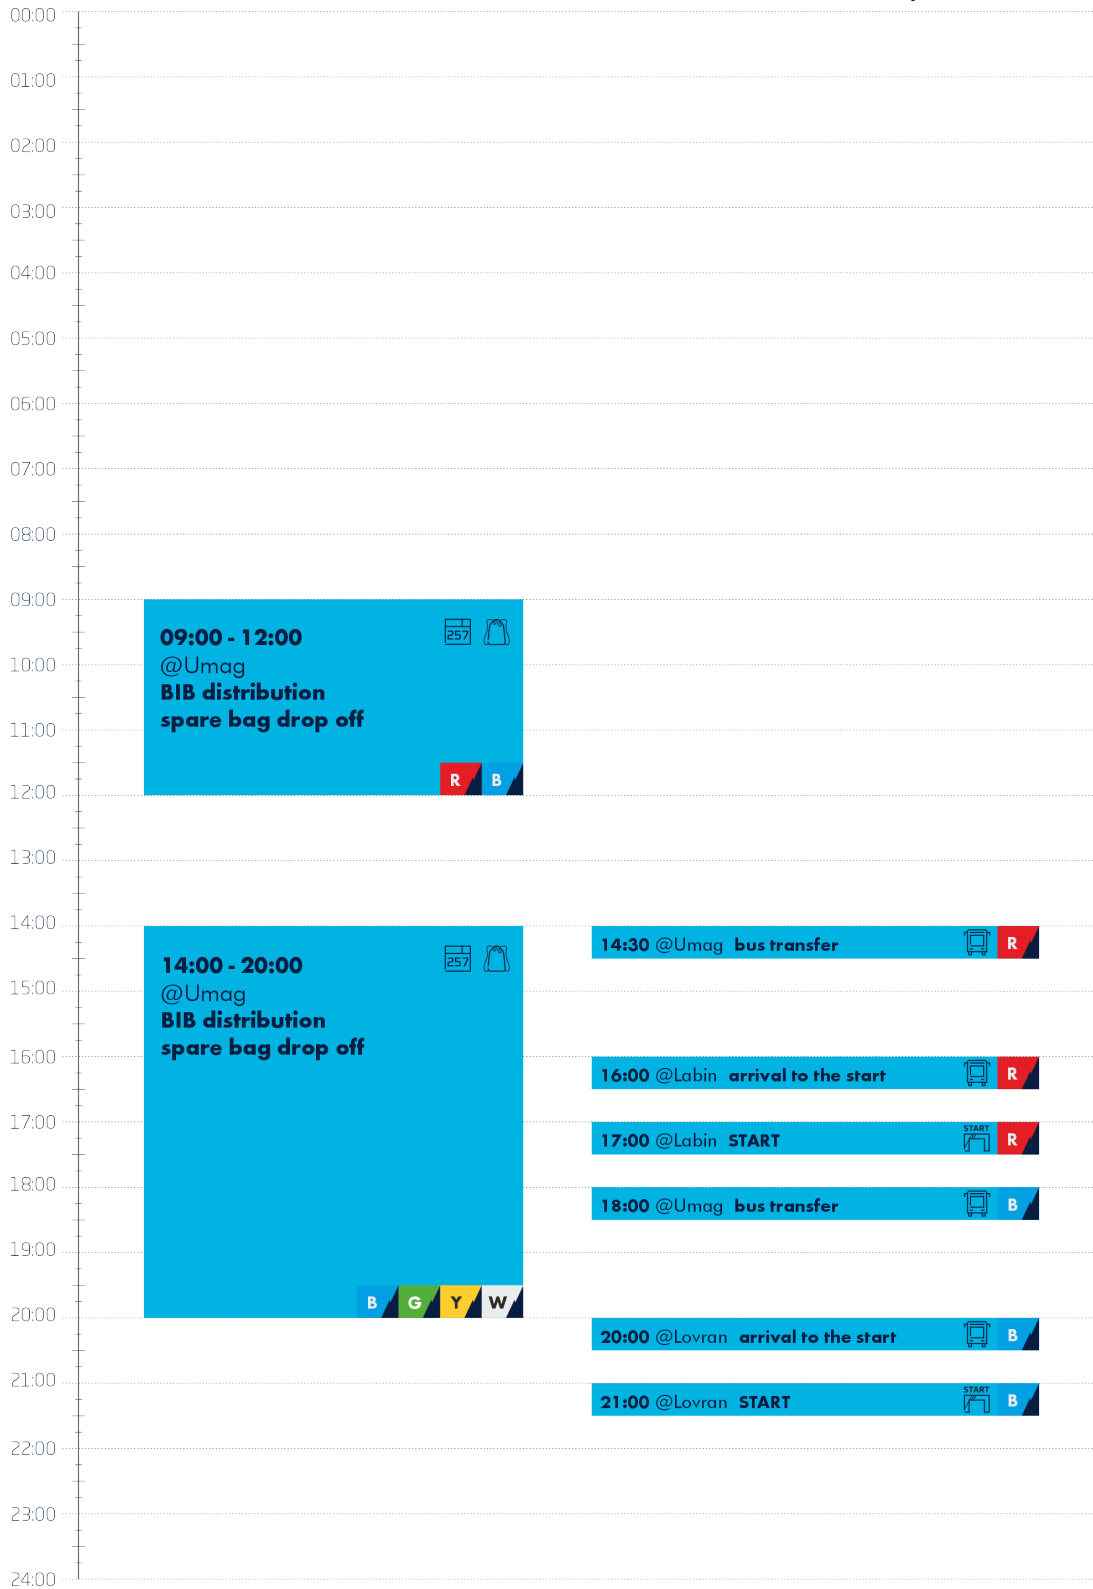 00:00
01:00
02:00
03:00
04:00
05:00
06:00
07:00
08:00
09:00
09:00 - 12:00
257
@Umag
10:00
BIB distribution
spare bag drop off
11:00
R B
12:00
13:00
14:00
14:30 @Umag bus transfer R
14:00 - 20:00
257
@Umag
15:00
BIB distribution
spare bag drop off
16:00
16:00 @Labin arrival to the start R
17:00
START
17:00 @Labin START R
18:00
18:00 @Umag bus transfer B
19:00
B G Y W
20:00
20:00 @Lovran arrival to the start B
21:00
START
21:00 @Lovran START B
22:00
23:00
24:00